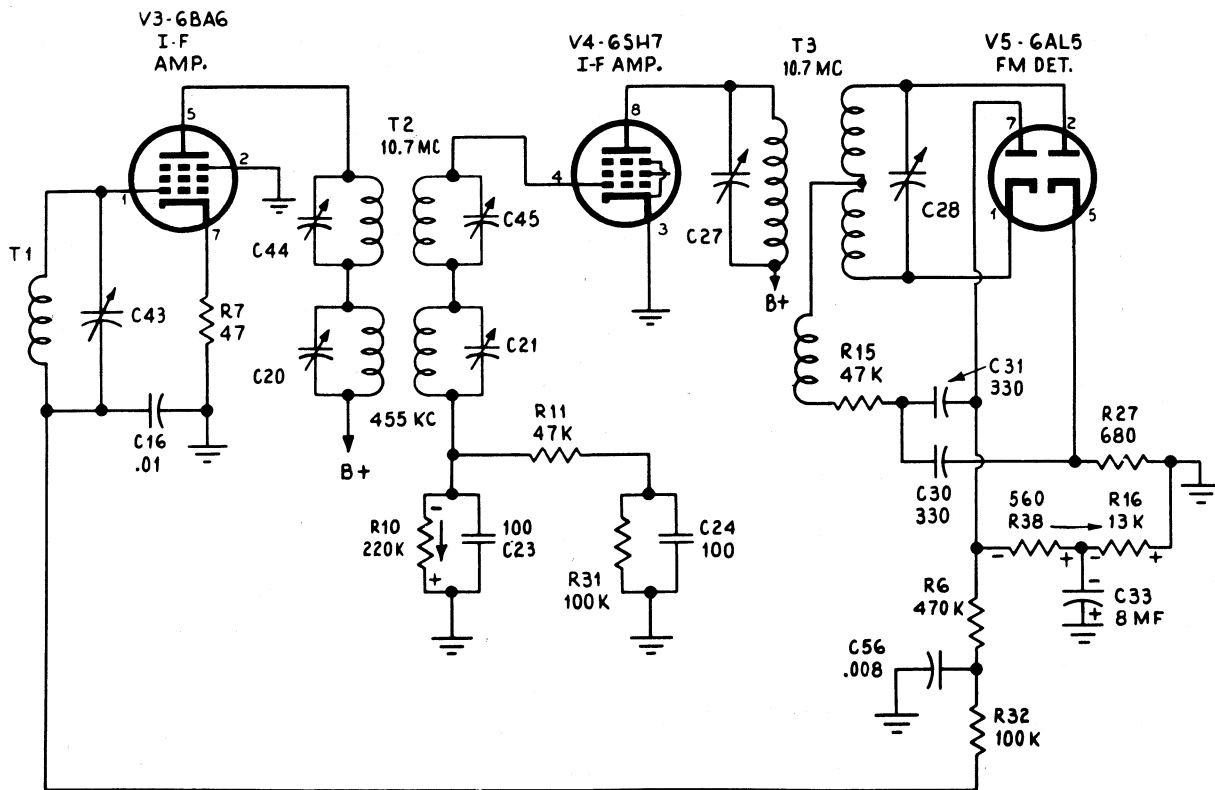 V3-6BA6
I-F
AMP.
V4-6SH7
I-F AMP.
T3
10.7 MC
V5-6AL5
FM DET.
5
2
1
7
T2
10.7 MC
8
4
3
7
2
1
5
T1
C43
R7
47
C44
C45
C27
B+
C28
C20
C21
455 KC
B+
C16
.01
R15
47K
C31
330
C30
330
R27
680
R11
47K
560
R38
R16
13K
- + - +
R10
220K
-
+
100
C23
R31
100K
C24
100
-
+
C33
8 MF
R6
470K
C56
.008
R32
100K